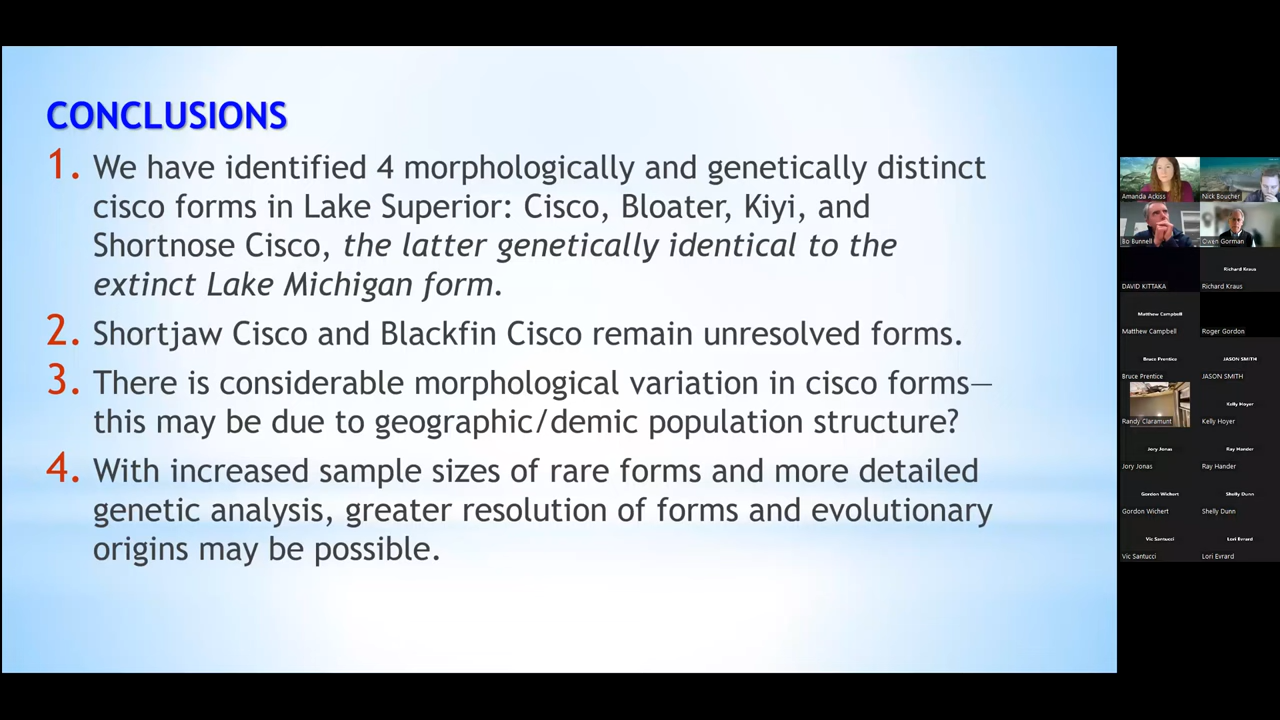 CONCLUSIONS
1. We have identified 4 morphologically and genetically distinct
cisco forms in Lake Superior: Cisco, Bloater, Kiyi, and
Shortnose Cisco, the latter genetically identical to the
extinct Lake Michigan form.
2. Shortjaw Cisco and Blackfin Cisco remain unresolved forms.
3. There is considerable morphological variation in cisco forms—
this may be due to geographic/demic population structure?
4. With increased sample sizes of rare forms and more detailed
genetic analysis, greater resolution of forms and evolutionary
origins may be possible.
Amanda Ackiss
Nick Boucher
Bo Bunnell
Owen Gorman
DAVID KITTAKA
Richard Kraus
Richard Kraus
Matthew Campbell
Matthew Campbell
Roger Gordon
Bruce Prentice
JASON SMITH
Bruce Prentice
JASON SMITH
Kelly Hoyer
Randy Claramunt
Kelly Hoyer
Jory Jonas
Ray Hander
Jory Jonas
Ray Hander
Gordon Wichert
Shelly Dunn
Gordon Wichert
Shelly Dunn
Vic Santucci
Lori Evrard
Vic Santucci
Lori Evrard